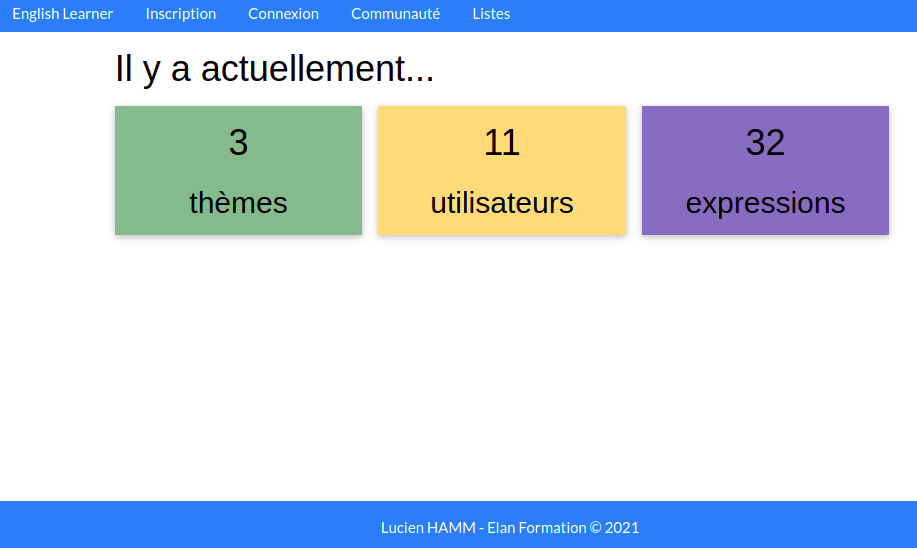 English Learner Inscription Connexion Communauté Listes
Il y a actuellement...
3 11 32
thèmes utilisateurs expressions
Lucien HAMM - Elan Formation © 2021